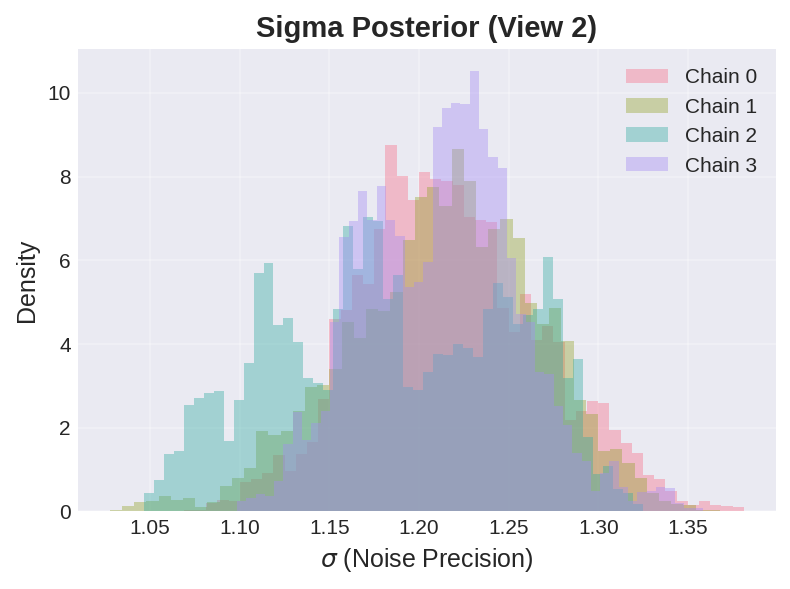 Sigma Posterior (View 2)
Chain 0
Chain 1
Chain 2
Chain 3
Density
10
8
6
4
2
0
1.05 1.10 1.15 1.20 1.25 1.30 1.35
σ (Noise Precision)